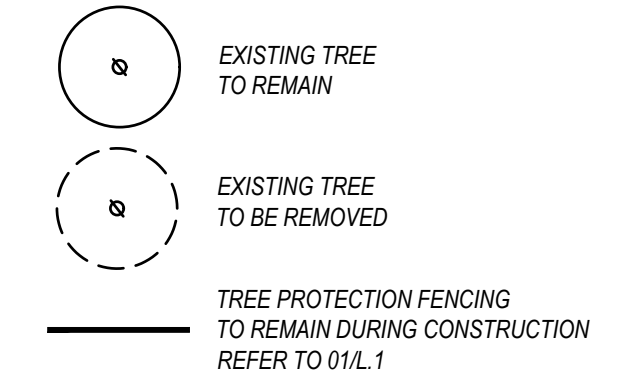 EXISTING TREE
TO REMAIN
EXISTING TREE
TO BE REMOVED
TREE PROTECTION FENCING
TO REMAIN DURING CONSTRUCTION
REFER TO 01/L.1